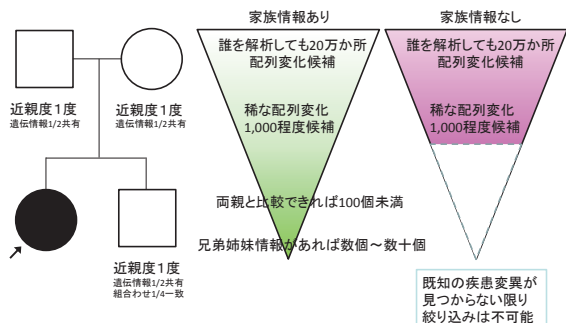 家族情報あり
家族情報なし
誰を解析しても20万か所
配列変化候補
稀な配列変化
1,000程度候補
両親と比較できれば100個未満
兄弟姉妹情報があれば数個～数十個
誰を解析しても20万か所
配列変化候補
稀な配列変化
1,000程度候補
既知の疾患変異が
見つからない限り
絞り込みは不可能
近親度1度
遺伝情報1/2共有
近親度1度
遺伝情報1/2共有
近親度1度
遺伝情報1/2共有
組合わせ1/4一致